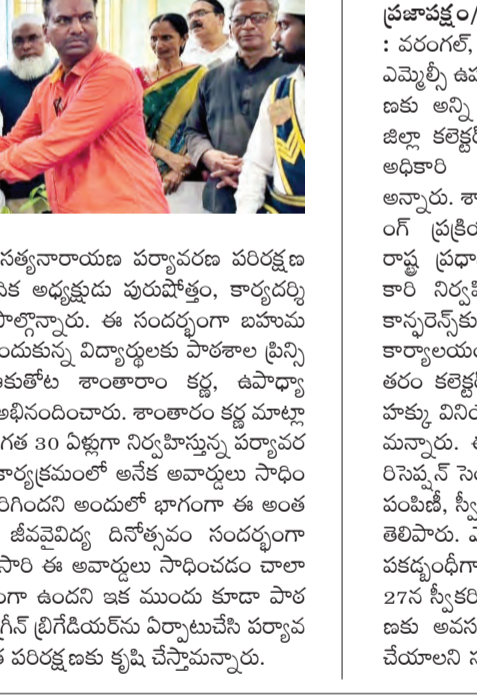 సత్యనారాయణ పర్యావరణ పరిరక్షణ
అధ్యక్షుడు పురుషోత్తం, కార్యదర్శి
పాల్గొన్నారు. ఈ సందర్భంగా బహుమ
విద్యార్థులకు పాఠశాల ప్రిన్సి
శాంతారాం కర్ణ, ఉపాధ్యా
అభినందించారు. శాంతారం కర్ణ మాట్లా
గత 30 ఏళ్లుగా నిర్వహిస్తున్న పర్యావర
కార్యక్రమంలో అనేక అవార్డులు సాధిం
అందులో భాగంగా ఈ అంత
జీవవైవిద్య దినోత్సవం సందర్భంగా
సారి ఈ అవార్డులు సాధించడం చాలా
ఉందని ఇక ముందు కూడా పాఠ
గ్రీన్ బ్రిగేడియర్‌ను ఏర్పాటుచేసి పర్యావ
పరిరక్షణకు కృషి చేస్తామన్నారు.
ప్రజాపక్షం/
: వరంగల్,
ఎమ్మెల్సీ ఉప
ణకు అన్ని
జిల్లా కలెక్టర్
అధికారి
అన్నారు. శా
ంగ్ ప్రక్రియ
రాష్ట్ర ప్రధా
కారి నిర్వహి
కాన్ఫరెన్స్‌కు
కార్యాలయం
తరం కలెక్టర్
హక్కు వినియ
మన్నారు. ఈ
రిసెప్షన్ సెం
పంపిణీ, స్వీ
తెలిపారు.
పకడ్బంధీగా
27న స్వీకరి
ణకు అవస
చేయాలని స